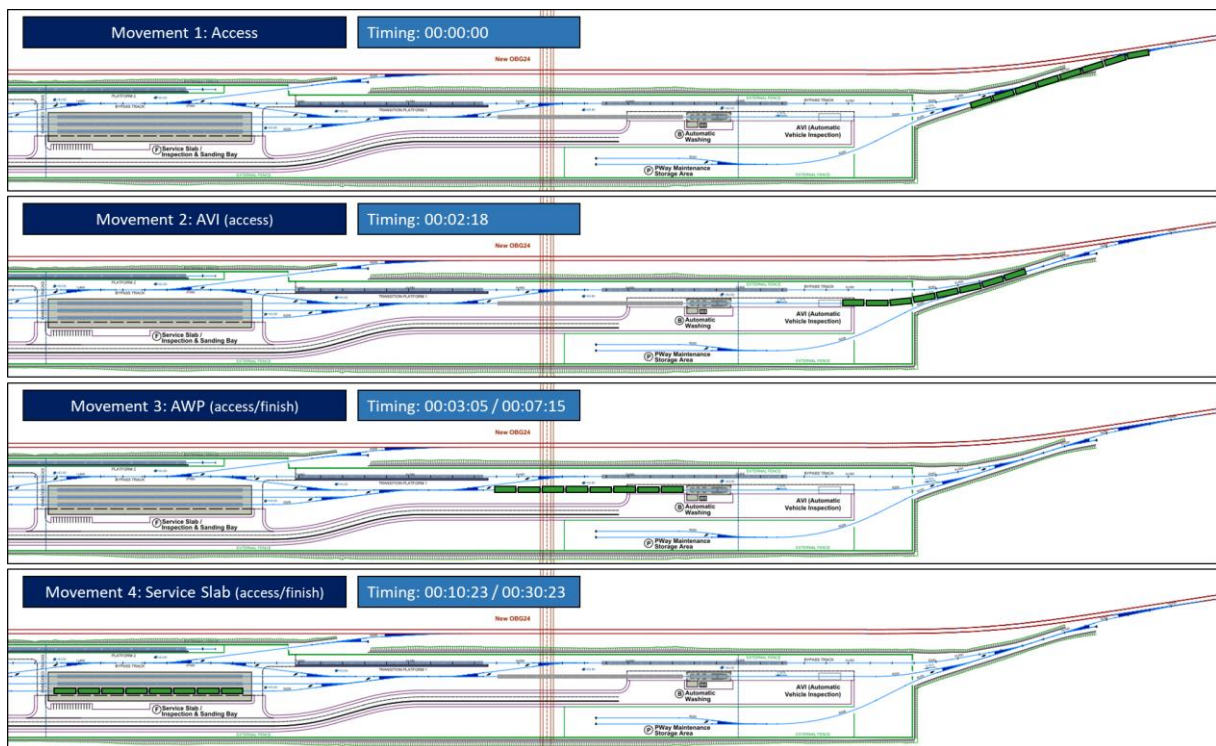 Movement 1: Access
Timing: 00:00:00
New OBG24
PLATFORM 2
BYPASS TRACK
TRANSITION PLATFORM 1
EXTERNAL FENCE
BYPASS TRACK
F Service Slab /
Inspection & Sanding Bay
B Automatic
Washing
AVI (Automatic
Vehicle Inspection)
P PWay Maintenance
Storage Area
EXTERNAL FENCE
EXTERNAL FENCE
Movement 2: AVI (access)
Timing: 00:02:18
New OBG24
PLATFORM 2
BYPASS TRACK
TRANSITION PLATFORM 1
EXTERNAL FENCE
BYPASS TRACK
F Service Slab /
Inspection & Sanding Bay
B Automatic
Washing
AVI (Automatic
Vehicle Inspection)
P PWay Maintenance
Storage Area
EXTERNAL FENCE
EXTERNAL FENCE
Movement 3: AWP (access/finish)
Timing: 00:03:05 / 00:07:15
New OBG24
PLATFORM 2
BYPASS TRACK
TRANSITION PLATFORM 1
EXTERNAL FENCE
BYPASS TRACK
F Service Slab /
Inspection & Sanding Bay
B Automatic
Washing
AVI (Automatic
Vehicle Inspection)
P PWay Maintenance
Storage Area
EXTERNAL FENCE
EXTERNAL FENCE
Movement 4: Service Slab (access/finish)
Timing: 00:10:23 / 00:30:23
New OBG24
PLATFORM 2
BYPASS TRACK
TRANSITION PLATFORM 1
EXTERNAL FENCE
BYPASS TRACK
F Service Slab /
Inspection & Sanding Bay
B Automatic
Washing
AVI (Automatic
Vehicle Inspection)
P PWay Maintenance
Storage Area
EXTERNAL FENCE
EXTERNAL FENCE